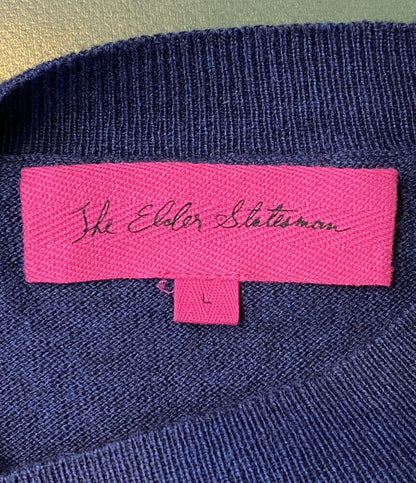 The Elder Statesman
L